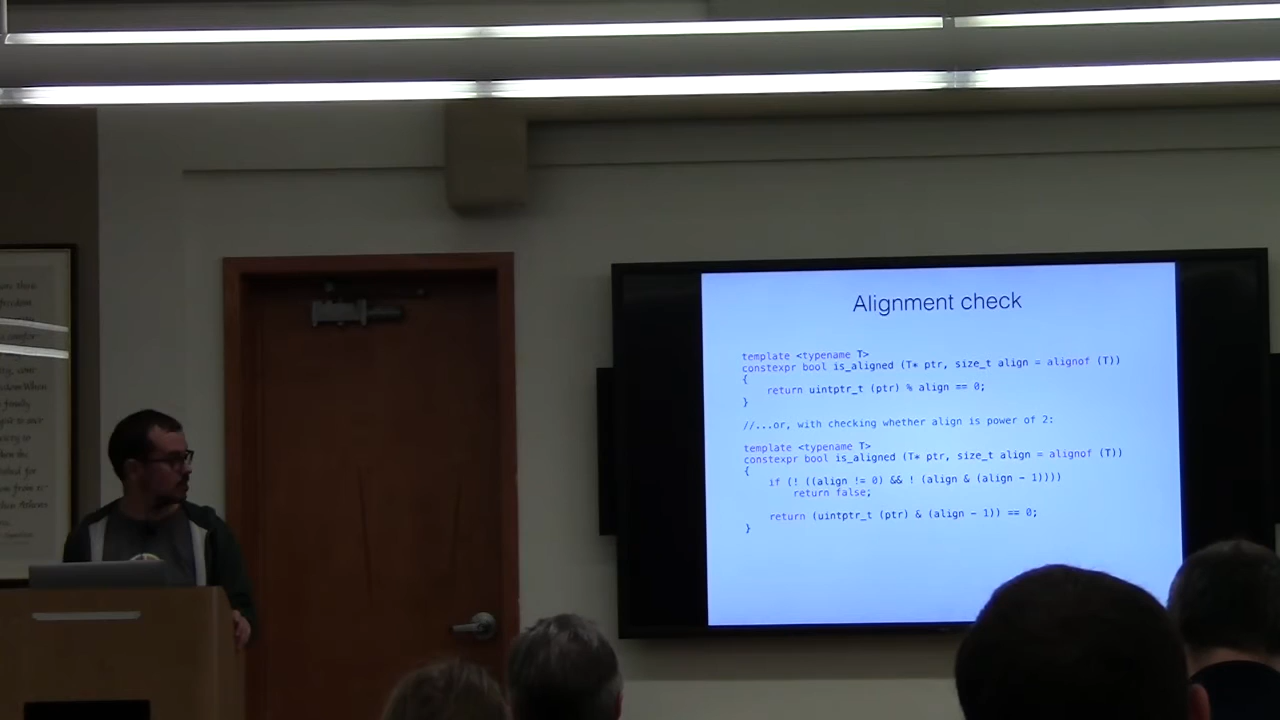 Alignment check
template <typename T>
constexpr bool is_aligned (T* ptr, size_t align = alignof (T))
{
return uintptr_t (ptr) % align == 0;
}
//...or, with checking whether align is power of 2:
template <typename T>
constexpr bool is_aligned (T* ptr, size_t align = alignof (T))
{
if (! ((align != 0) && ! (align & (align - 1))))
return false;
return (uintptr_t (ptr) & (align - 1)) == 0;
}